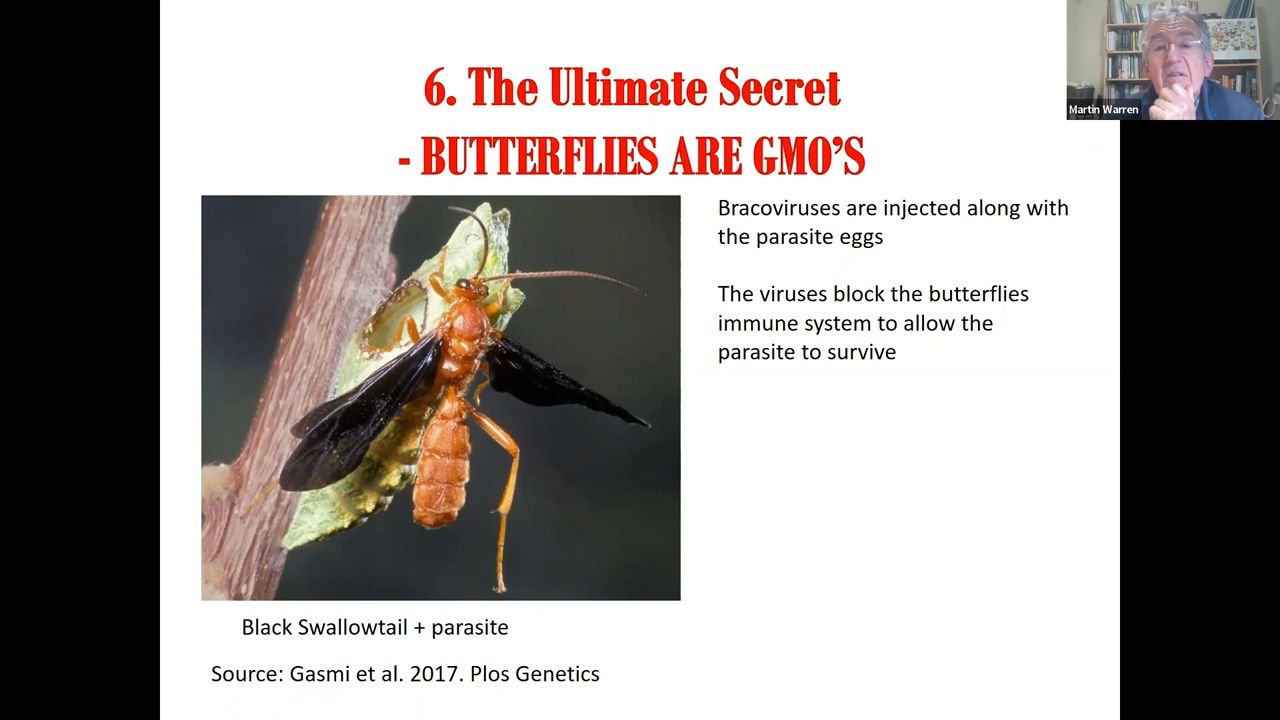 6. The Ultimate Secret
- BUTTERFLIES ARE GMO'S
Martin Warren
Bracoviruses are injected along with
the parasite eggs
The viruses block the butterflies
immune system to allow the
parasite to survive
Black Swallowtail + parasite
Source: Gasmi et al. 2017. Plos Genetics